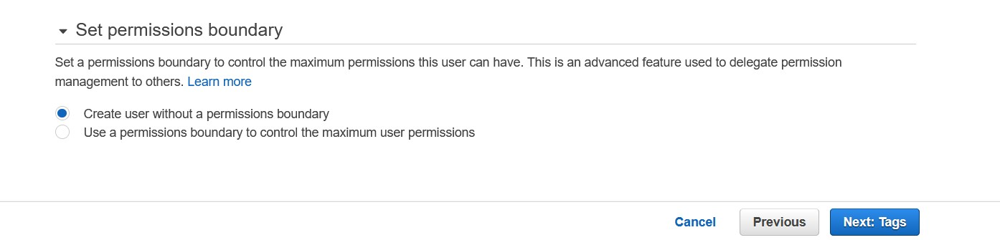 Set permissions boundary
Set a permissions boundary to control the maximum permissions this user can have. This is an advanced feature used to delegate permission
management to others. Learn more
Create user without a permissions boundary
Use a permissions boundary to control the maximum user permissions
Cancel Previous Next: Tags